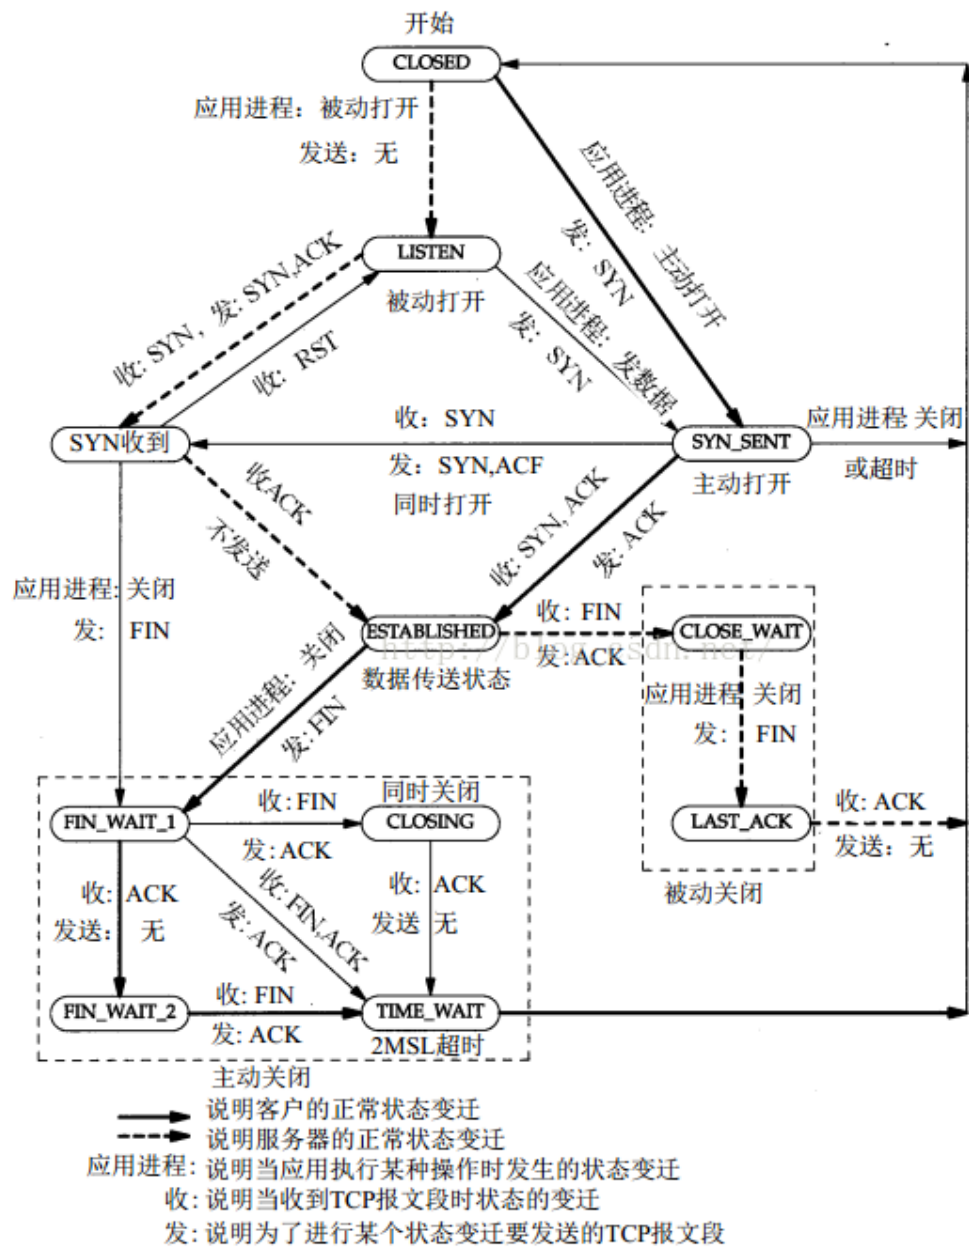 开始
CLOSED
应用进程：被动打开
发送：无
应用进程：主动打开
发：SYN
LISTEN
被动打开
收：SYN，发：SYN,ACK
收：RST
应用进程：发数据
发：SYN
SYN收到
收：SYN
发：SYN,ACF
同时打开
SYN_SENT
主动打开
应用进程：关闭
或超时
收ACK
不发送
收：SYN, ACK
发：ACK
应用进程：关闭
发： FIN
ESTABLISHED
数据传送状态
http://blog.csdn.net/
收：FIN
发：ACK
CLOSE_WAIT
应用进程 关闭
发： FIN
LAST_ACK
收：ACK
发送：无
被动关闭
应用进程：关闭
发：FIN
FIN_WAIT_1
收：FIN
发：ACK
同时关闭
CLOSING
收： ACK
发送： 无
收：FIN,ACK
发：ACK
收： ACK
发送 无
FIN_WAIT_2
收：FIN
发：ACK
TIME_WAIT
2MSL超时
主动关闭
说明客户的正常状态变迁
说明服务器的正常状态变迁
应用进程：说明当应用执行某种操作时发生的状态变迁
收：说明当收到TCP报文段时状态的变迁
发：说明为了进行某个状态变迁要发送的TCP报文段